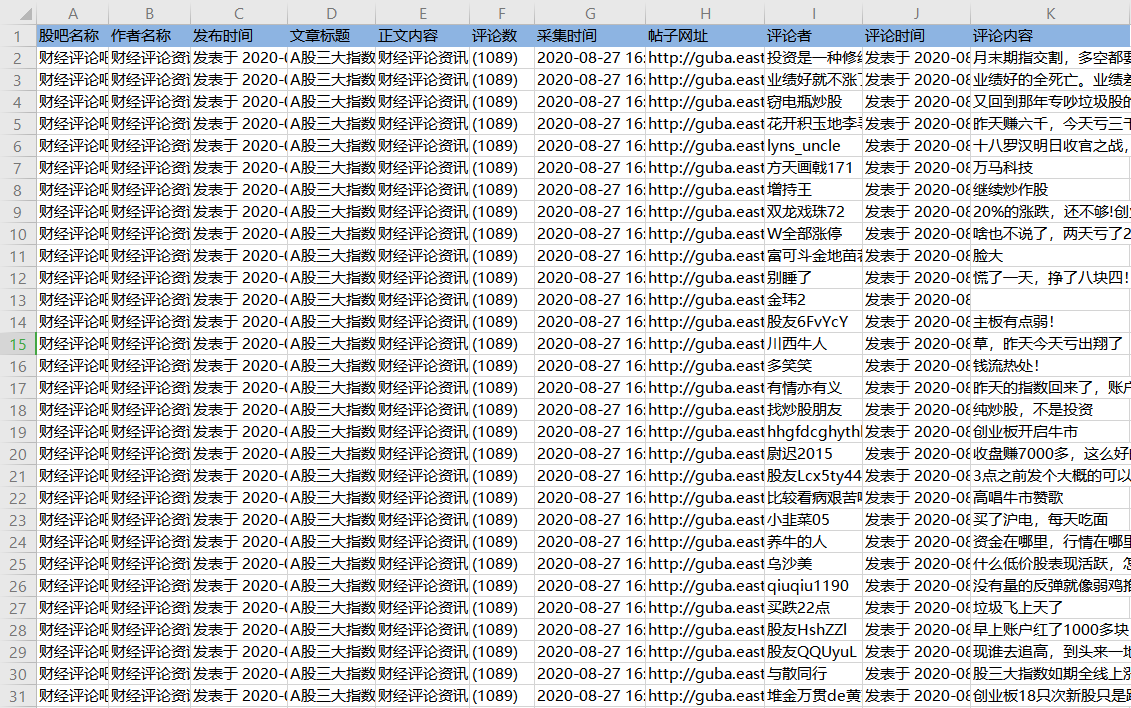 A B C D E F G H I J K
1 股吧名称 作者名称 发布时间 文章标题 正文内容 评论数 采集时间 帖子网址 评论者 评论时间 评论内容
2 财经评论吧 财经评论资讯 发表于 2020-0 A股三大指数 财经评论资讯 (1089) 2020-08-27 16: http://guba.east 投资是一种修 发表于 2020-08 月末期指交割，多空都要
3 财经评论吧 财经评论资讯 发表于 2020-0 A股三大指数 财经评论资讯 (1089) 2020-08-27 16: http://guba.east 业绩好就不涨 发表于 2020-08 业绩好的全死亡。业绩差
4 财经评论吧 财经评论资讯 发表于 2020-0 A股三大指数 财经评论资讯 (1089) 2020-08-27 16: http://guba.east 窃电瓶炒股 发表于 2020-08 又回到那年专吵垃圾股的
5 财经评论吧 财经评论资讯 发表于 2020-0 A股三大指数 财经评论资讯 (1089) 2020-08-27 16: http://guba.east 花开积玉地李 发表于 2020-08 昨天赚六千，今天亏三千
6 财经评论吧 财经评论资讯 发表于 2020-0 A股三大指数 财经评论资讯 (1089) 2020-08-27 16: http://guba.east lyns_uncle 发表于 2020-08 十八罗汉明日收官之战，
7 财经评论吧 财经评论资讯 发表于 2020-0 A股三大指数 财经评论资讯 (1089) 2020-08-27 16: http://guba.east 方天画戟171 发表于 2020-08 万马科技
8 财经评论吧 财经评论资讯 发表于 2020-0 A股三大指数 财经评论资讯 (1089) 2020-08-27 16: http://guba.east 增持王 发表于 2020-08 继续炒作股
9 财经评论吧 财经评论资讯 发表于 2020-0 A股三大指数 财经评论资讯 (1089) 2020-08-27 16: http://guba.east 双龙戏珠72 发表于 2020-08 20%的涨跌，还不够!创
10 财经评论吧 财经评论资讯 发表于 2020-0 A股三大指数 财经评论资讯 (1089) 2020-08-27 16: http://guba.east W全部涨停 发表于 2020-08 啥也不说了，两天亏了2
11 财经评论吧 财经评论资讯 发表于 2020-0 A股三大指数 财经评论资讯 (1089) 2020-08-27 16: http://guba.east 富可斗金地苗 发表于 2020-08 脸大
12 财经评论吧 财经评论资讯 发表于 2020-0 A股三大指数 财经评论资讯 (1089) 2020-08-27 16: http://guba.east 别睡了 发表于 2020-08 慌了一天，挣了八块四!
13 财经评论吧 财经评论资讯 发表于 2020-0 A股三大指数 财经评论资讯 (1089) 2020-08-27 16: http://guba.east 金玮2 发表于 2020-08
14 财经评论吧 财经评论资讯 发表于 2020-0 A股三大指数 财经评论资讯 (1089) 2020-08-27 16: http://guba.east 股友6FvYcY 发表于 2020-08 主板有点弱!
15 财经评论吧 财经评论资讯 发表于 2020-0 A股三大指数 财经评论资讯 (1089) 2020-08-27 16: http://guba.east 川西牛人 发表于 2020-08 草，昨天今天亏出翔了
16 财经评论吧 财经评论资讯 发表于 2020-0 A股三大指数 财经评论资讯 (1089) 2020-08-27 16: http://guba.east 多笑笑 发表于 2020-08 钱流热处!
17 财经评论吧 财经评论资讯 发表于 2020-0 A股三大指数 财经评论资讯 (1089) 2020-08-27 16: http://guba.east 有情亦有义 发表于 2020-08 昨天的指数回来了，账户
18 财经评论吧 财经评论资讯 发表于 2020-0 A股三大指数 财经评论资讯 (1089) 2020-08-27 16: http://guba.east 找炒股朋友 发表于 2020-08 纯炒股，不是投资
19 财经评论吧 财经评论资讯 发表于 2020-0 A股三大指数 财经评论资讯 (1089) 2020-08-27 16: http://guba.east hhgfdcghyth 发表于 2020-08 创业板开启牛市
20 财经评论吧 财经评论资讯 发表于 2020-0 A股三大指数 财经评论资讯 (1089) 2020-08-27 16: http://guba.east 尉迟2015 发表于 2020-08 收盘赚7000多，这么好的
21 财经评论吧 财经评论资讯 发表于 2020-0 A股三大指数 财经评论资讯 (1089) 2020-08-27 16: http://guba.east 股友Lcx5ty44 发表于 2020-08 3点之前发个大概的可以
22 财经评论吧 财经评论资讯 发表于 2020-0 A股三大指数 财经评论资讯 (1089) 2020-08-27 16: http://guba.east 比较看病艰苦 发表于 2020-08 高唱牛市赞歌
23 财经评论吧 财经评论资讯 发表于 2020-0 A股三大指数 财经评论资讯 (1089) 2020-08-27 16: http://guba.east 小韭菜05 发表于 2020-08 买了沪电，每天吃面
24 财经评论吧 财经评论资讯 发表于 2020-0 A股三大指数 财经评论资讯 (1089) 2020-08-27 16: http://guba.east 养牛的人 发表于 2020-08 资金在哪里，行情在哪里
25 财经评论吧 财经评论资讯 发表于 2020-0 A股三大指数 财经评论资讯 (1089) 2020-08-27 16: http://guba.east 乌沙美 发表于 2020-08 什么低价股表现活跃，怎
26 财经评论吧 财经评论资讯 发表于 2020-0 A股三大指数 财经评论资讯 (1089) 2020-08-27 16: http://guba.east qiuqiu1190 发表于 2020-08 没有量的反弹就像弱鸡
27 财经评论吧 财经评论资讯 发表于 2020-0 A股三大指数 财经评论资讯 (1089) 2020-08-27 16: http://guba.east 买跌22点 发表于 2020-08 垃圾飞上天了
28 财经评论吧 财经评论资讯 发表于 2020-0 A股三大指数 财经评论资讯 (1089) 2020-08-27 16: http://guba.east 股友HshZZl 发表于 2020-08 早上账户红了1000多块
29 财经评论吧 财经评论资讯 发表于 2020-0 A股三大指数 财经评论资讯 (1089) 2020-08-27 16: http://guba.east 股友QQUyuL 发表于 2020-08 现谁去追高，到头来一地
30 财经评论吧 财经评论资讯 发表于 2020-0 A股三大指数 财经评论资讯 (1089) 2020-08-27 16: http://guba.east 与散同行 发表于 2020-08 股三大指数如期全线上涨
31 财经评论吧 财经评论资讯 发表于 2020-0 A股三大指数 财经评论资讯 (1089) 2020-08-27 16: http://guba.east 堆金万贯de黄 发表于 2020-08 创业板18只次新股只是